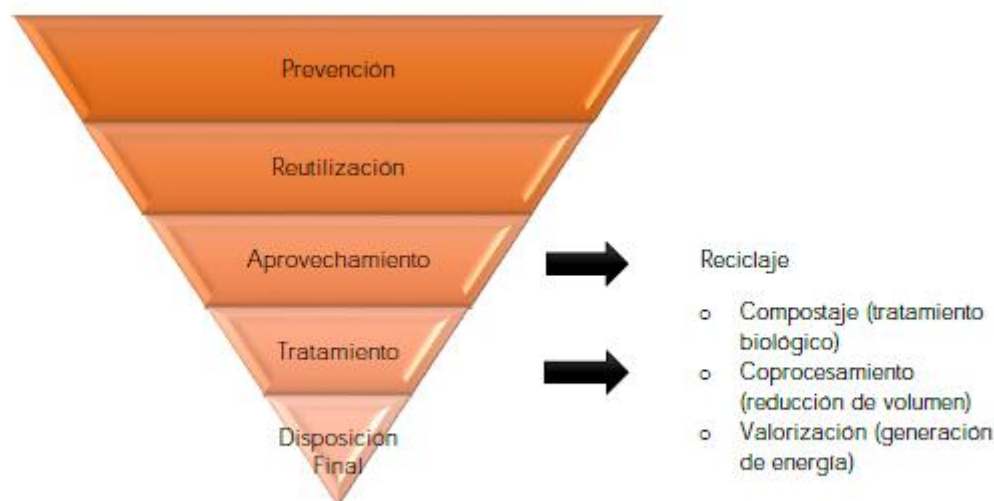 Prevención
Reutilización
Aprovechamiento
Reciclaje
Tratamiento
o Compostaje (tratamiento
biológico)
o Coprocesamiento
(reducción de volumen)
o Valorización (generación
de energía)
Disposición
Final